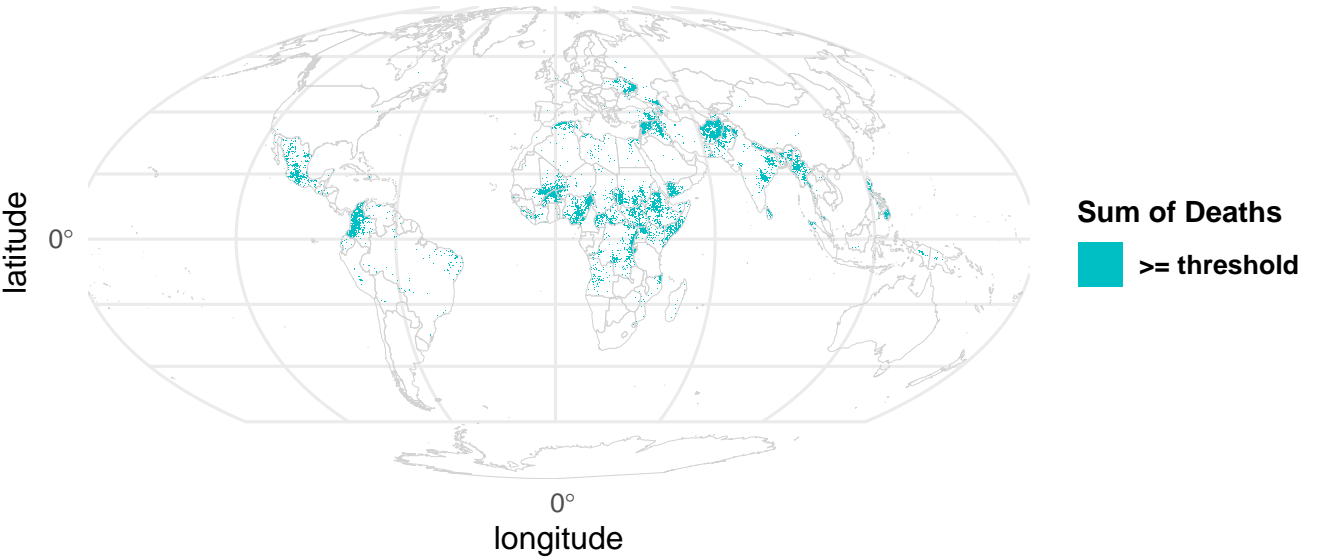 latitude
0°
0°
longitude
Sum of Deaths
>= threshold